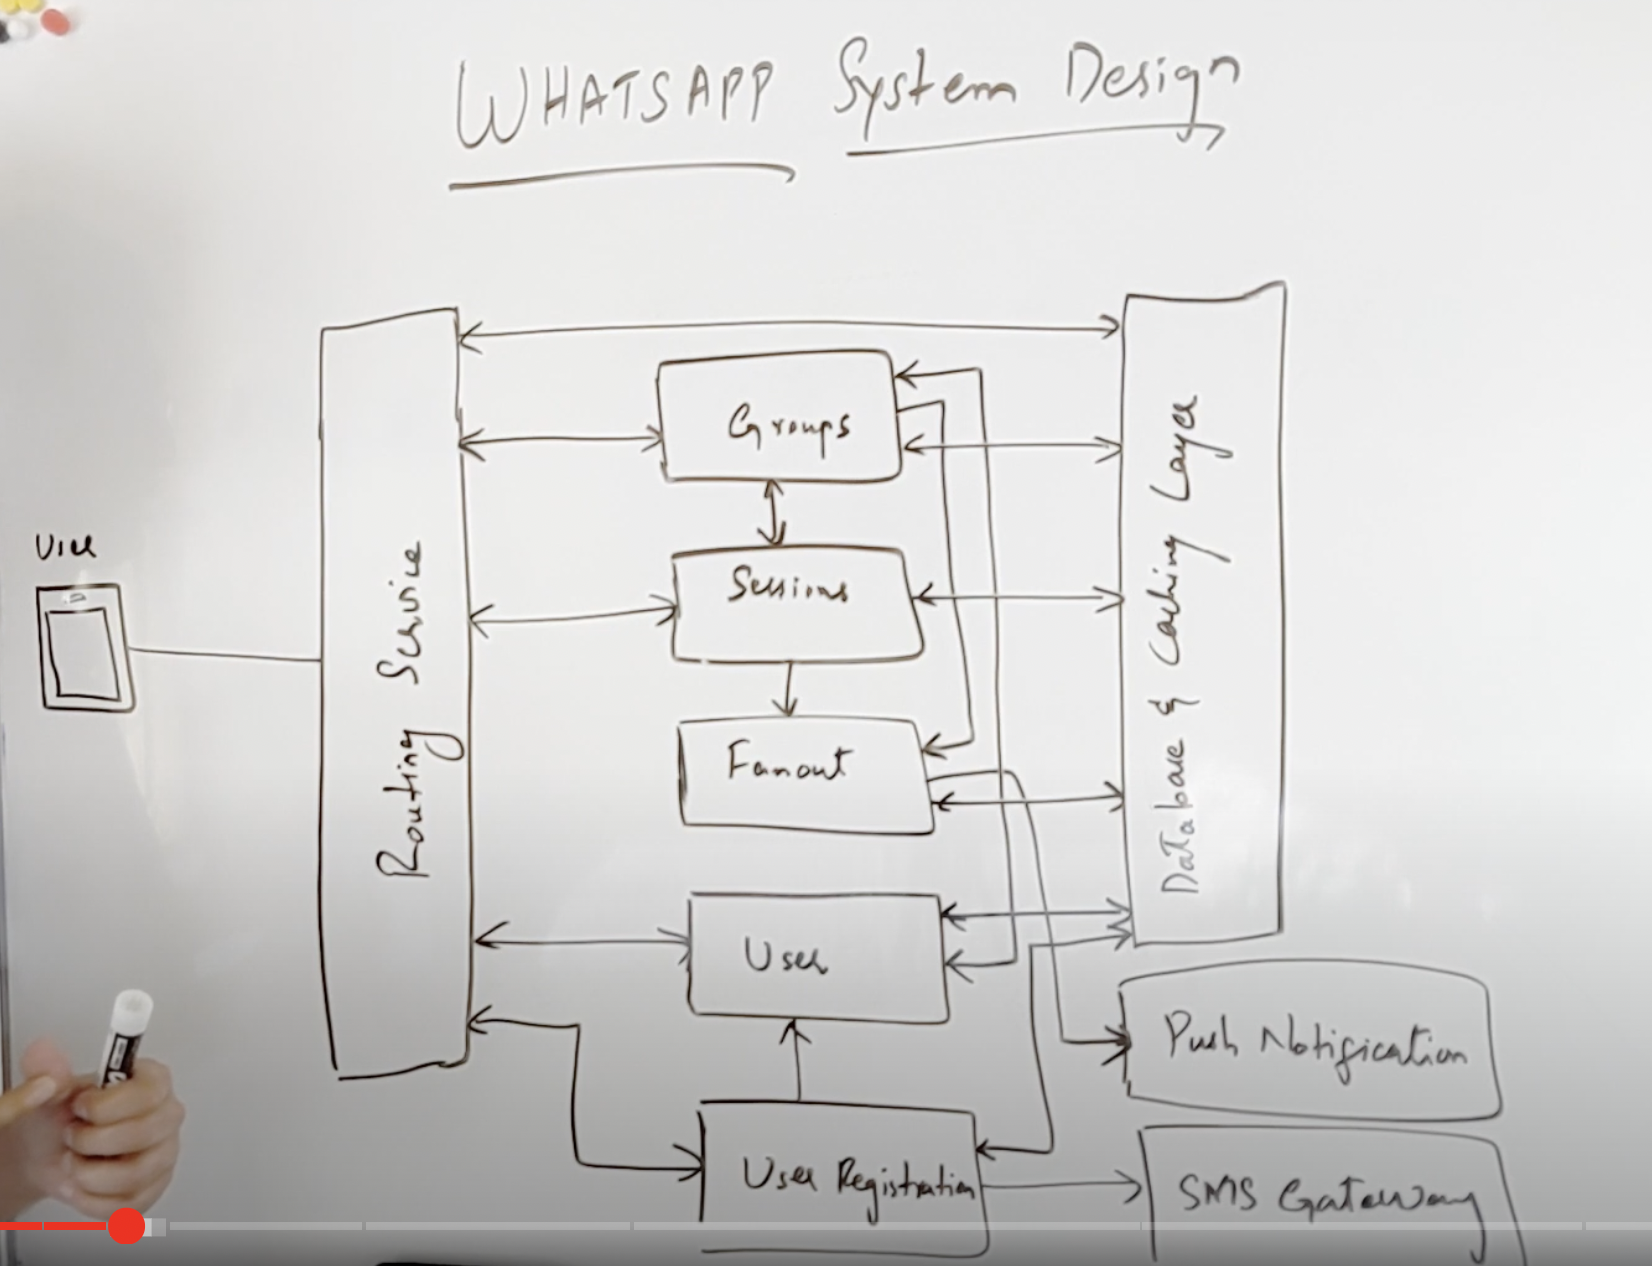 WHATSAPP System Design
Groups
Sessions
User
Routing Service
Database & Caching Layer
Fanout
User
Push Notification
User Registration
SMS Gateway